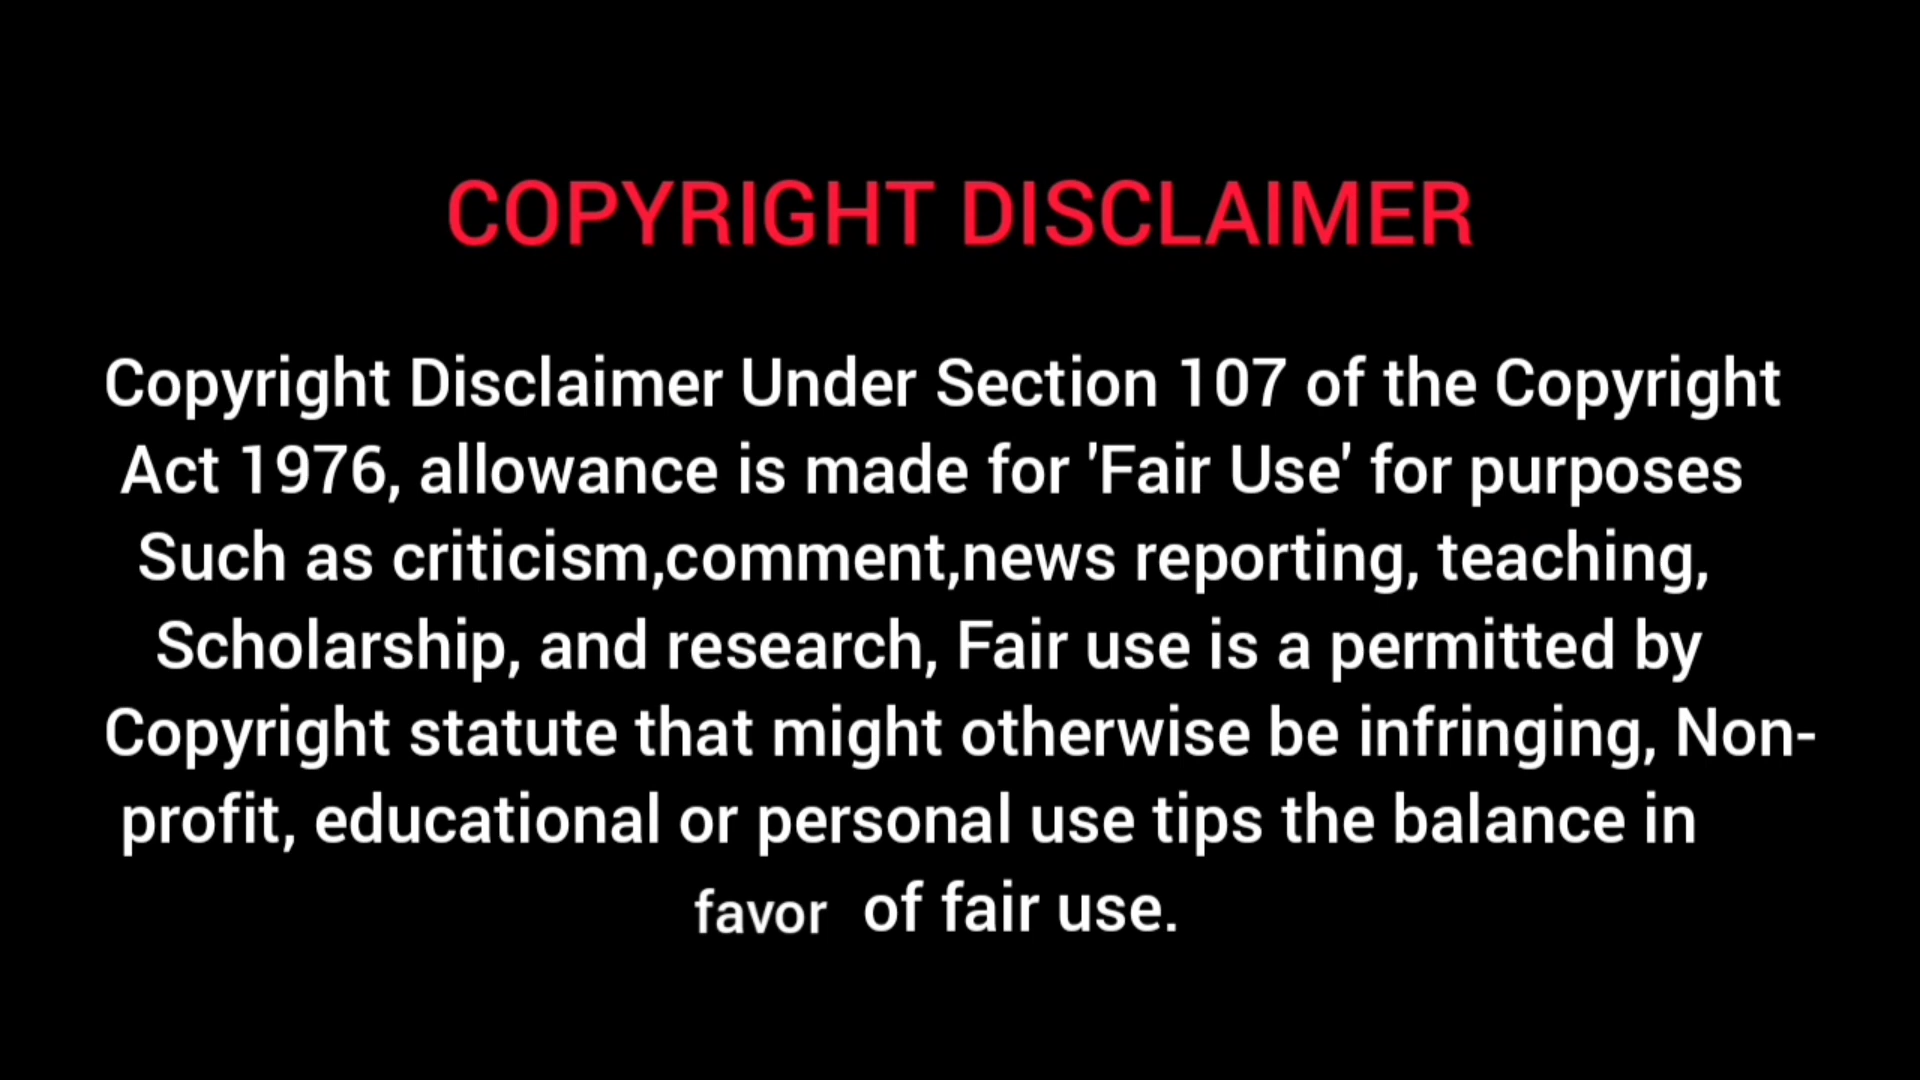 COPYRIGHT DISCLAIMER
Copyright Disclaimer Under Section 107 of the Copyright
Act 1976, allowance is made for 'Fair Use' for purposes
Such as criticism,comment,news reporting, teaching,
Scholarship, and research, Fair use is a permitted by
Copyright statute that might otherwise be infringing, Non-
profit, educational or personal use tips the balance in
favor of fair use.